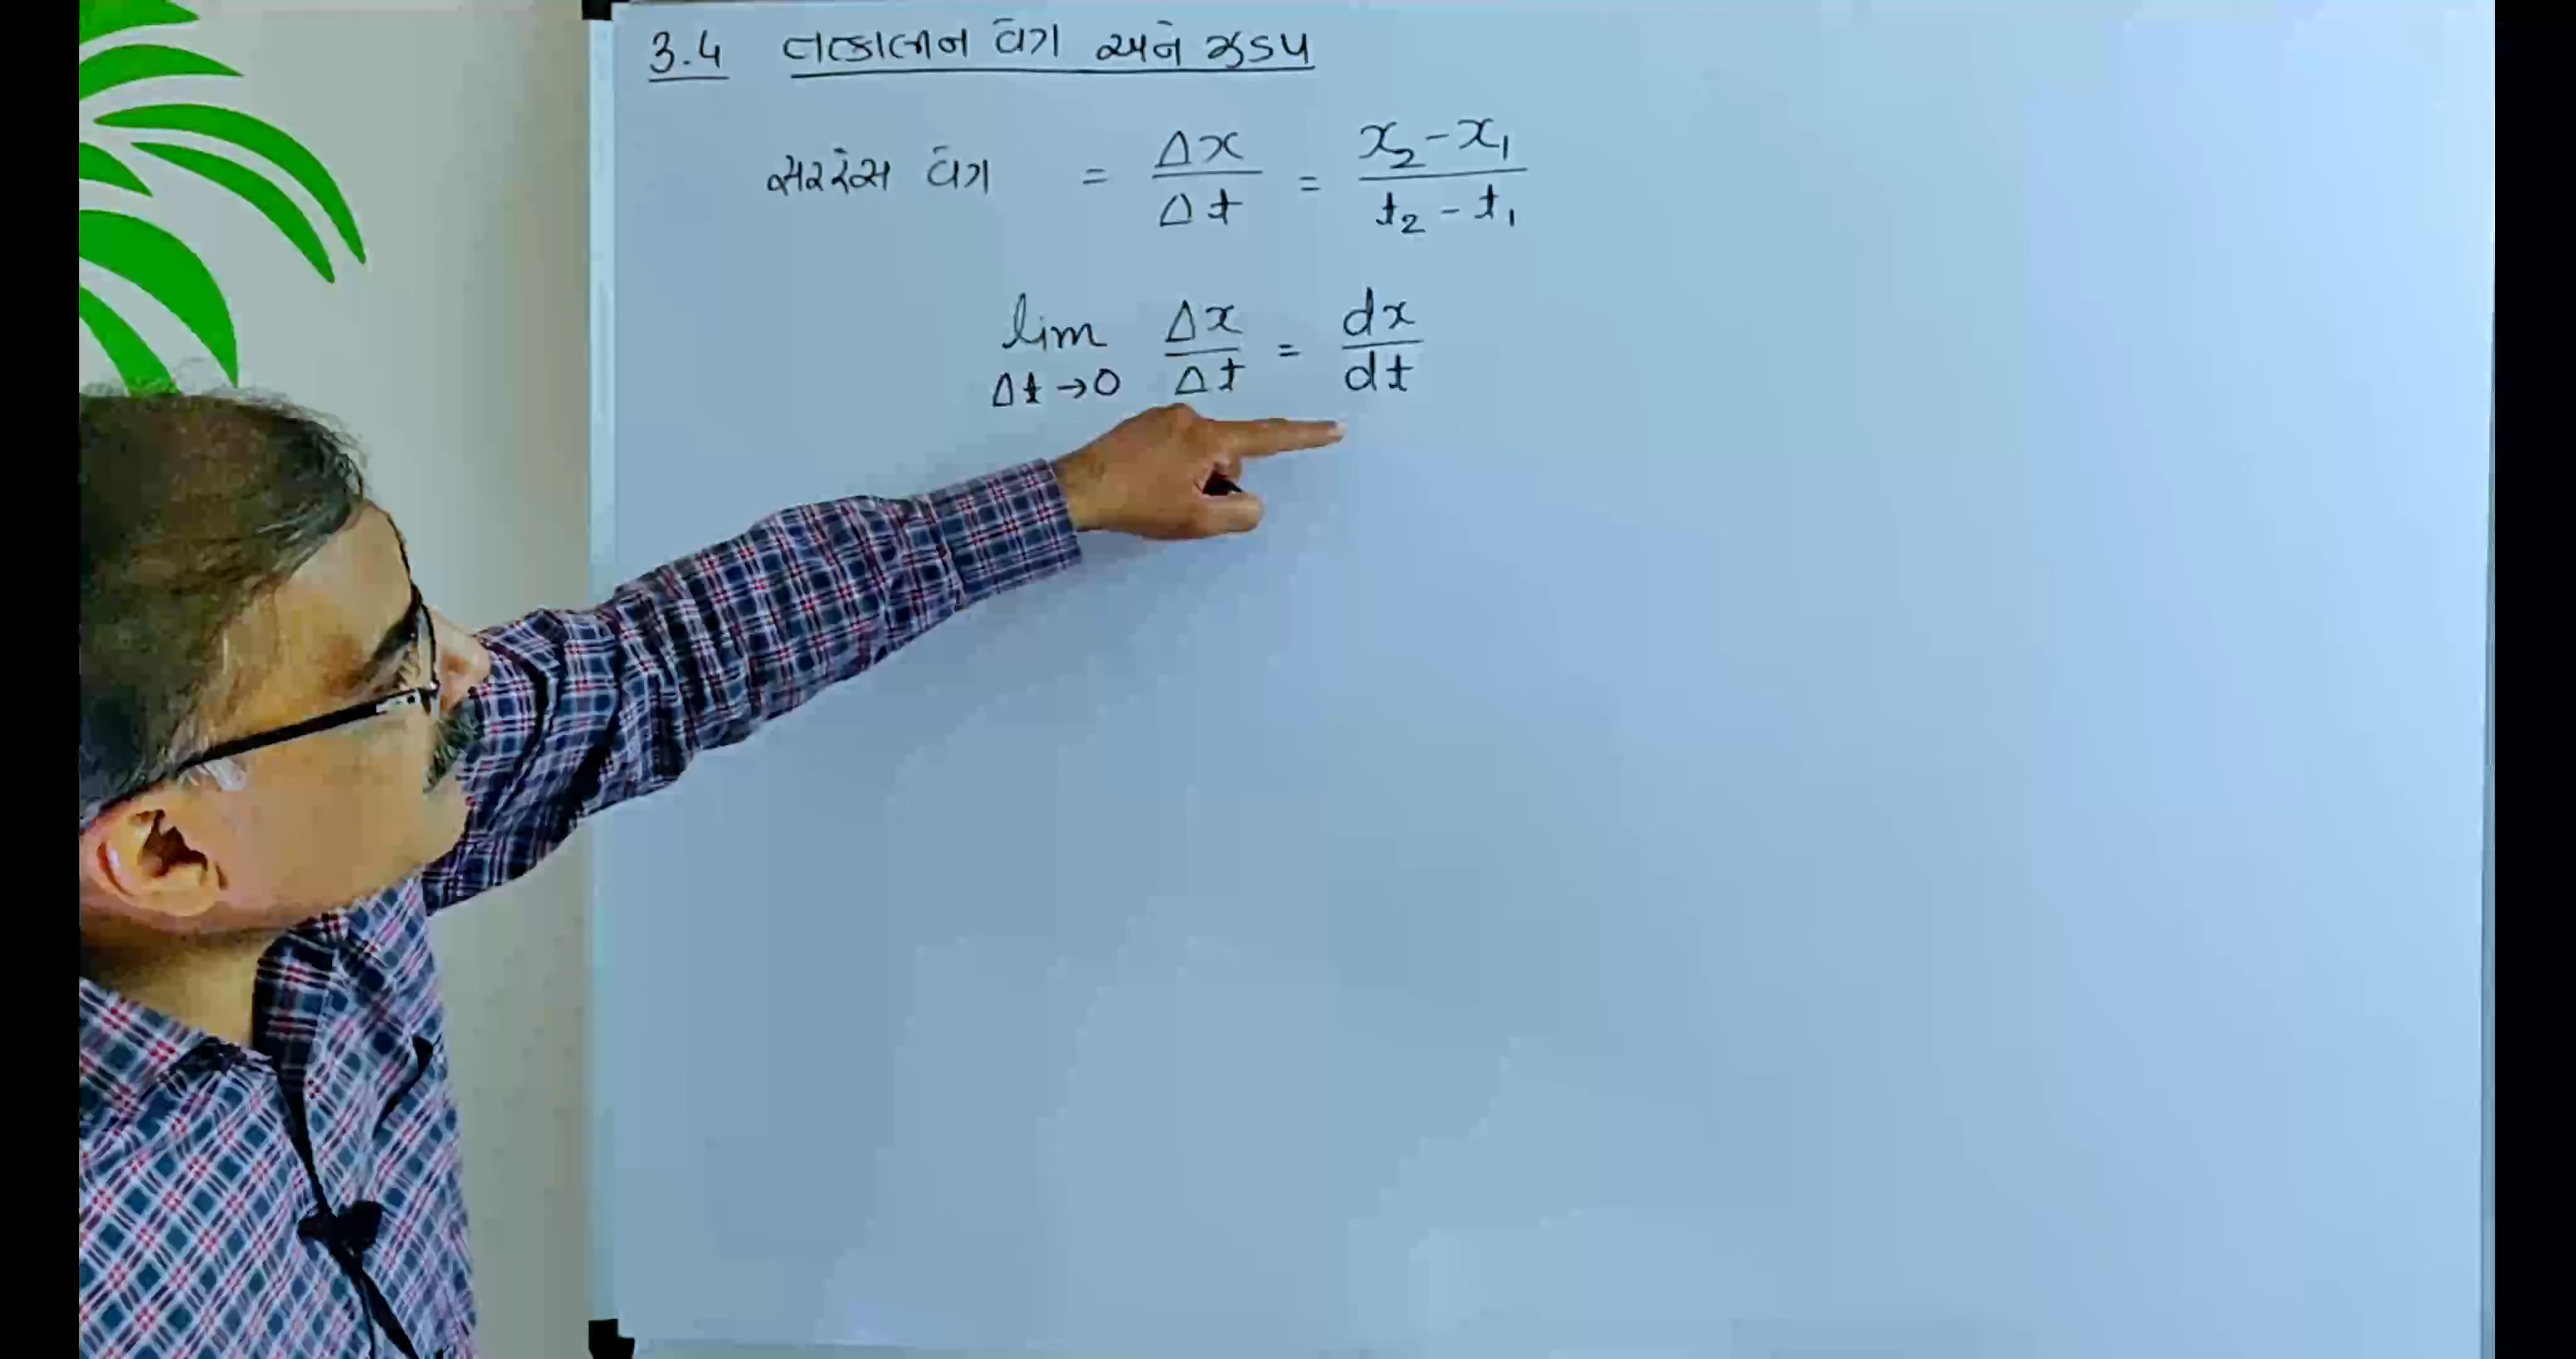 3.4 તત્કાલીન વેગ અને ઝડપ
સરેરાશ વેગ = Δx/Δt = x₂-x₁/t₂-t₁
lim Δt→0 Δx/Δt = dx/dt